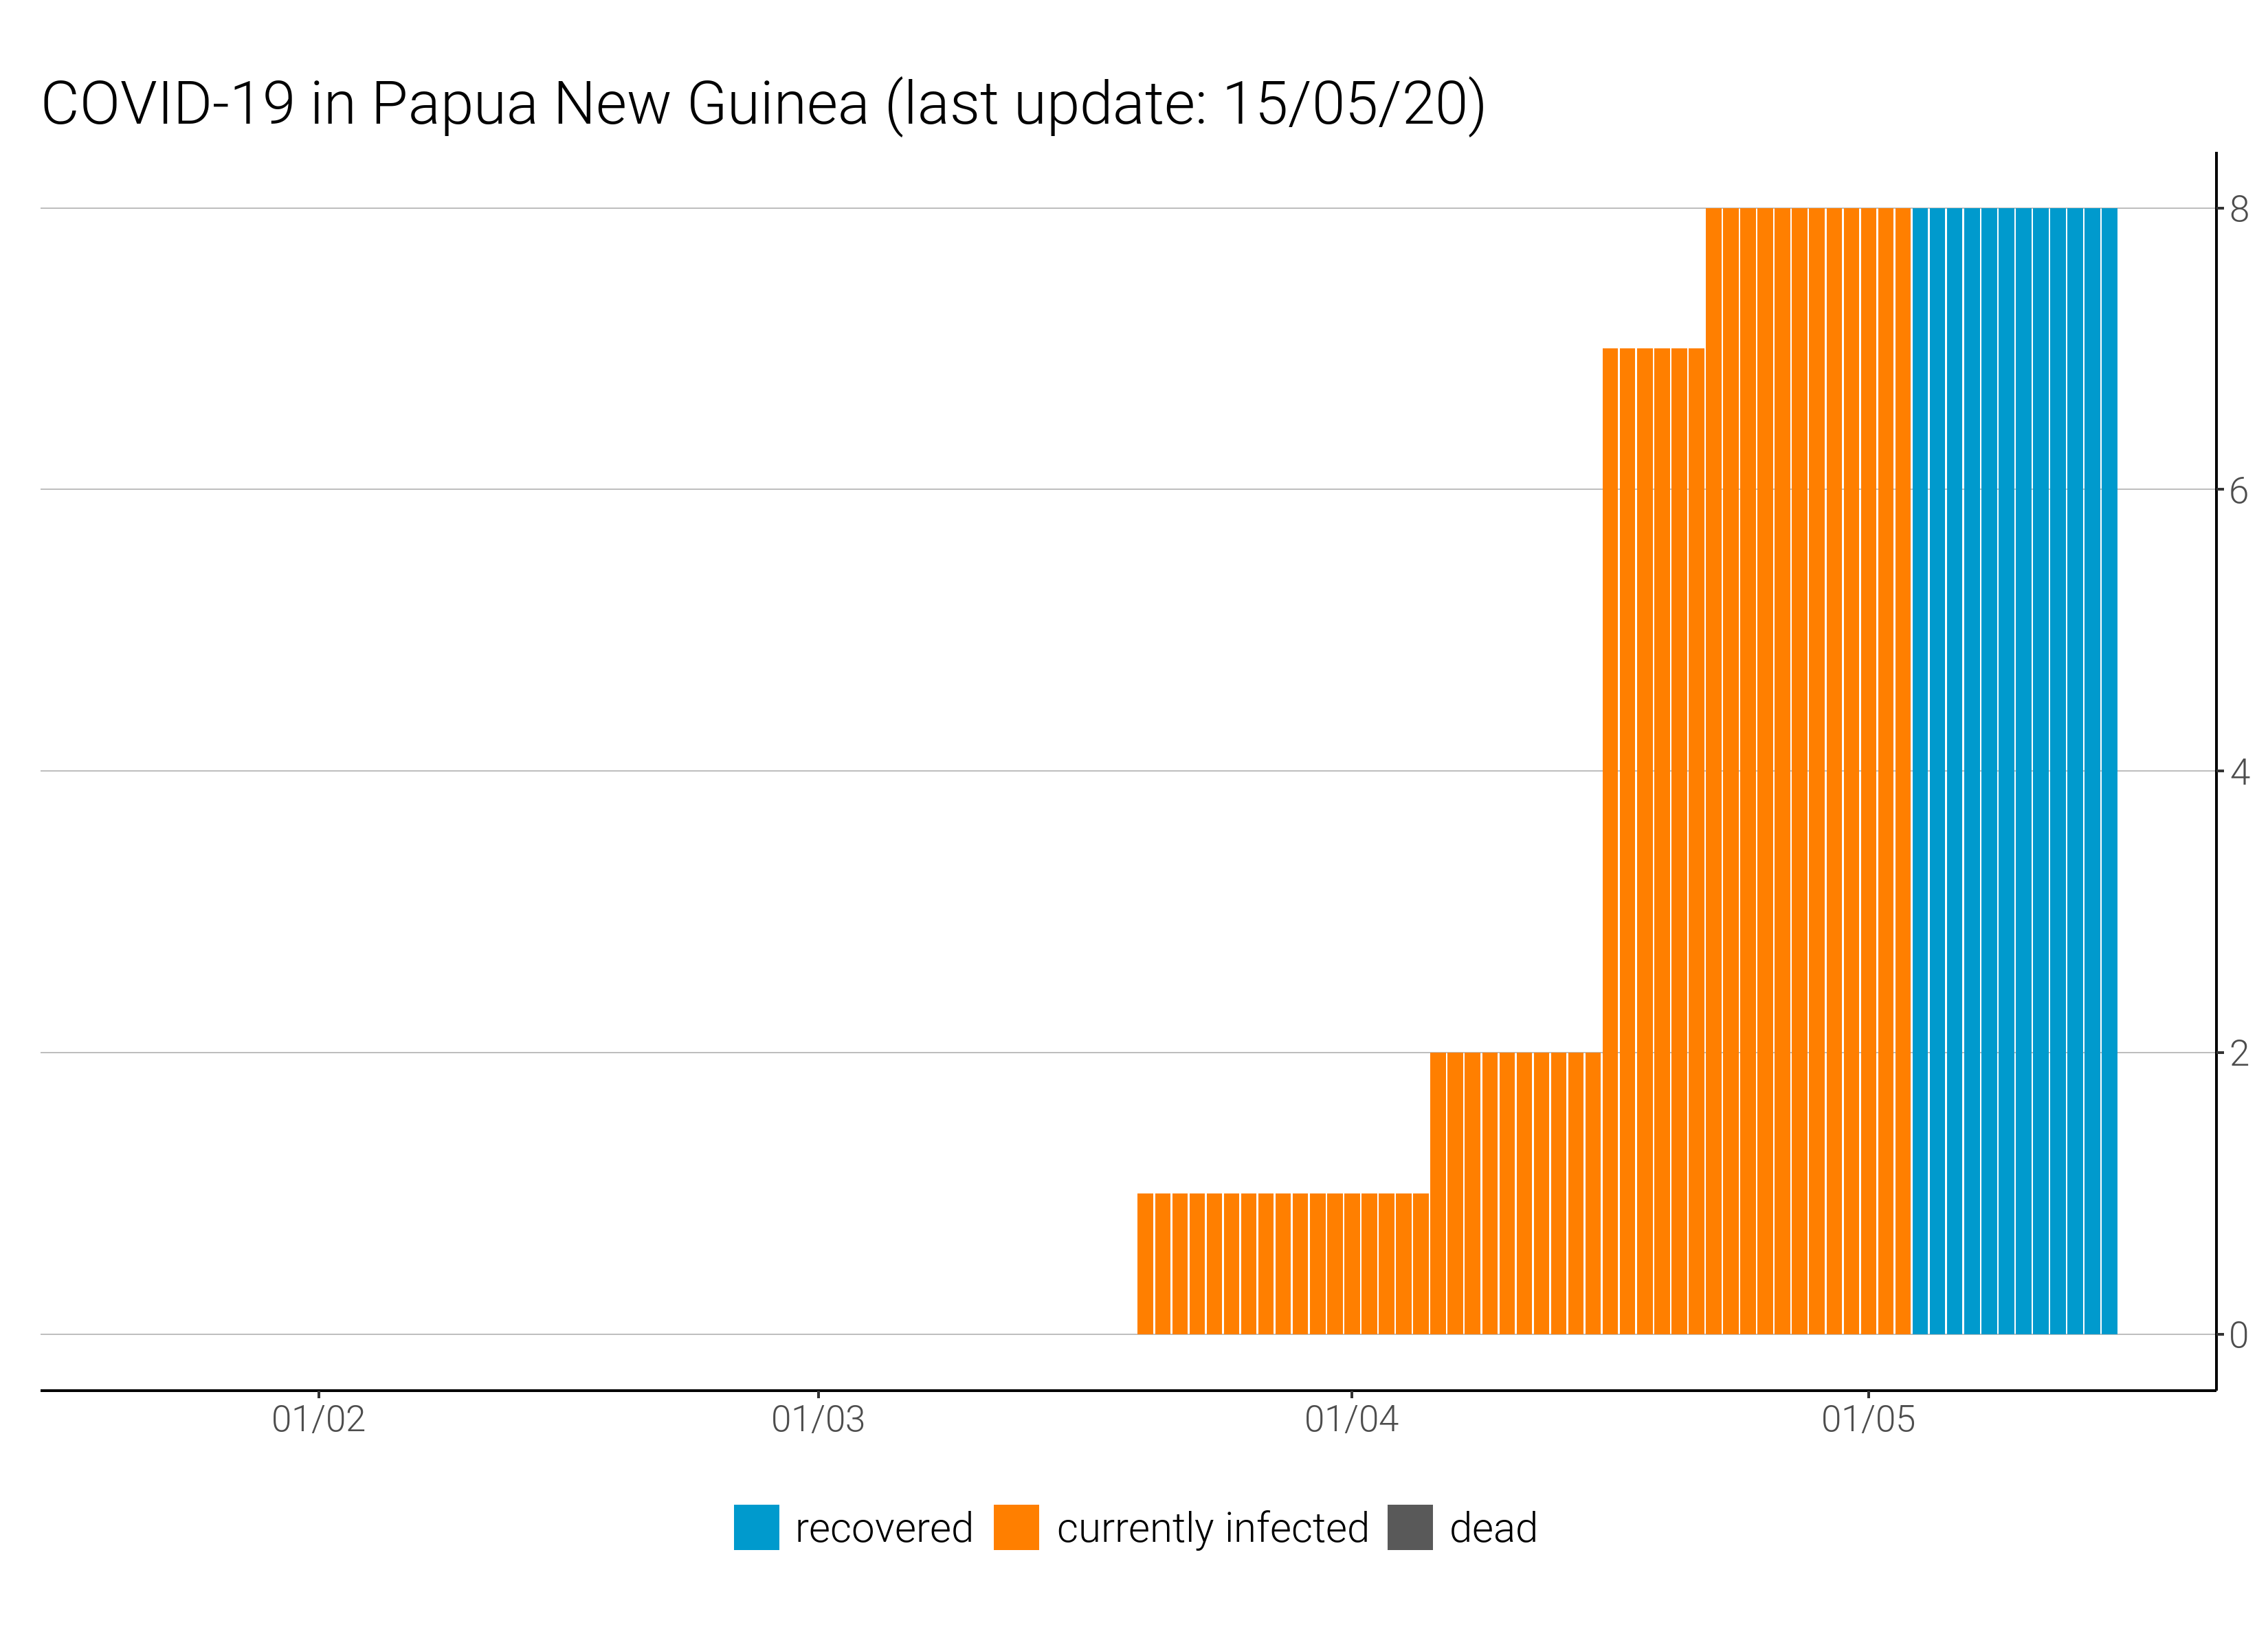 COVID-19 in Papua New Guinea (last update: 15/05/20)
8
6
4
2
0
01/02 01/03 01/04 01/05
recovered currently infected dead